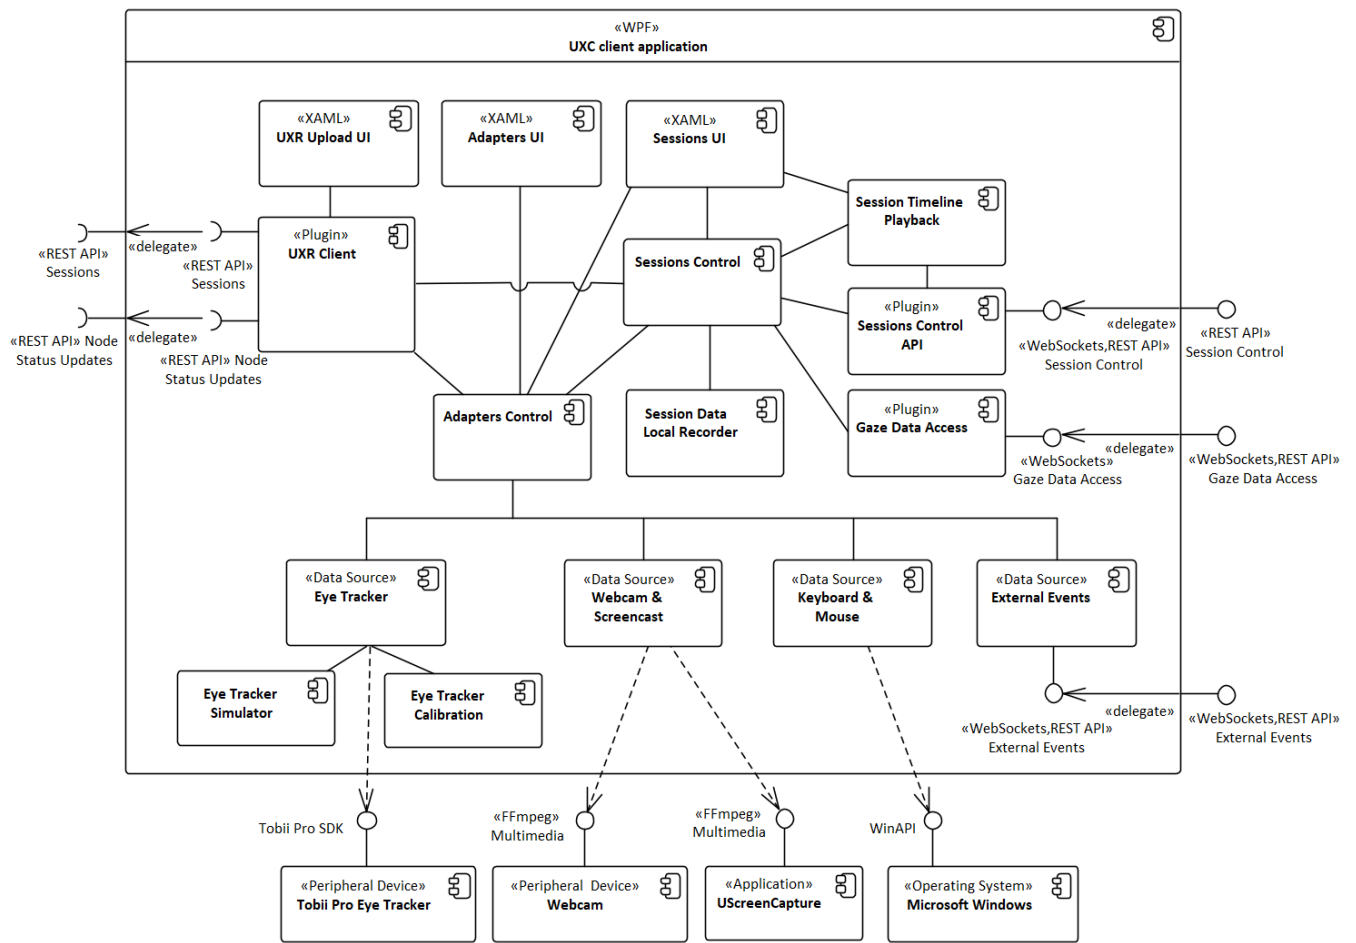 «WPF»
UXC client application
«XAML»
UXR Upload UI
«XAML»
Adapters UI
«XAML»
Sessions UI
Session Timeline
Playback
«Plugin»
UXR Client
Sessions Control
«REST API»
Sessions
«delegate»
«REST API»
Sessions
«REST API» Node
Status Updates
«delegate»
«REST API» Node
Status Updates
«Plugin»
Sessions Control
API
«WebSockets,REST API»
Session Control
«delegate»
«REST API»
Session Control
Adapters Control
Session Data
Local Recorder
«Plugin»
Gaze Data Access
«WebSockets»
Gaze Data Access
«delegate»
«WebSockets,REST API»
Gaze Data Access
«Data Source»
Eye Tracker
«Data Source»
Webcam &
Screencast
«Data Source»
Keyboard &
Mouse
«Data Source»
External Events
Eye Tracker
Simulator
Eye Tracker
Calibration
«WebSockets,REST API»
External Events
«delegate»
«WebSockets,REST API»
External Events
Tobii Pro SDK
«FFmpeg»
Multimedia
«FFmpeg»
Multimedia
WinAPI
«Peripheral Device»
Tobii Pro Eye Tracker
«Peripheral Device»
Webcam
«Application»
UScreenCapture
«Operating System»
Microsoft Windows